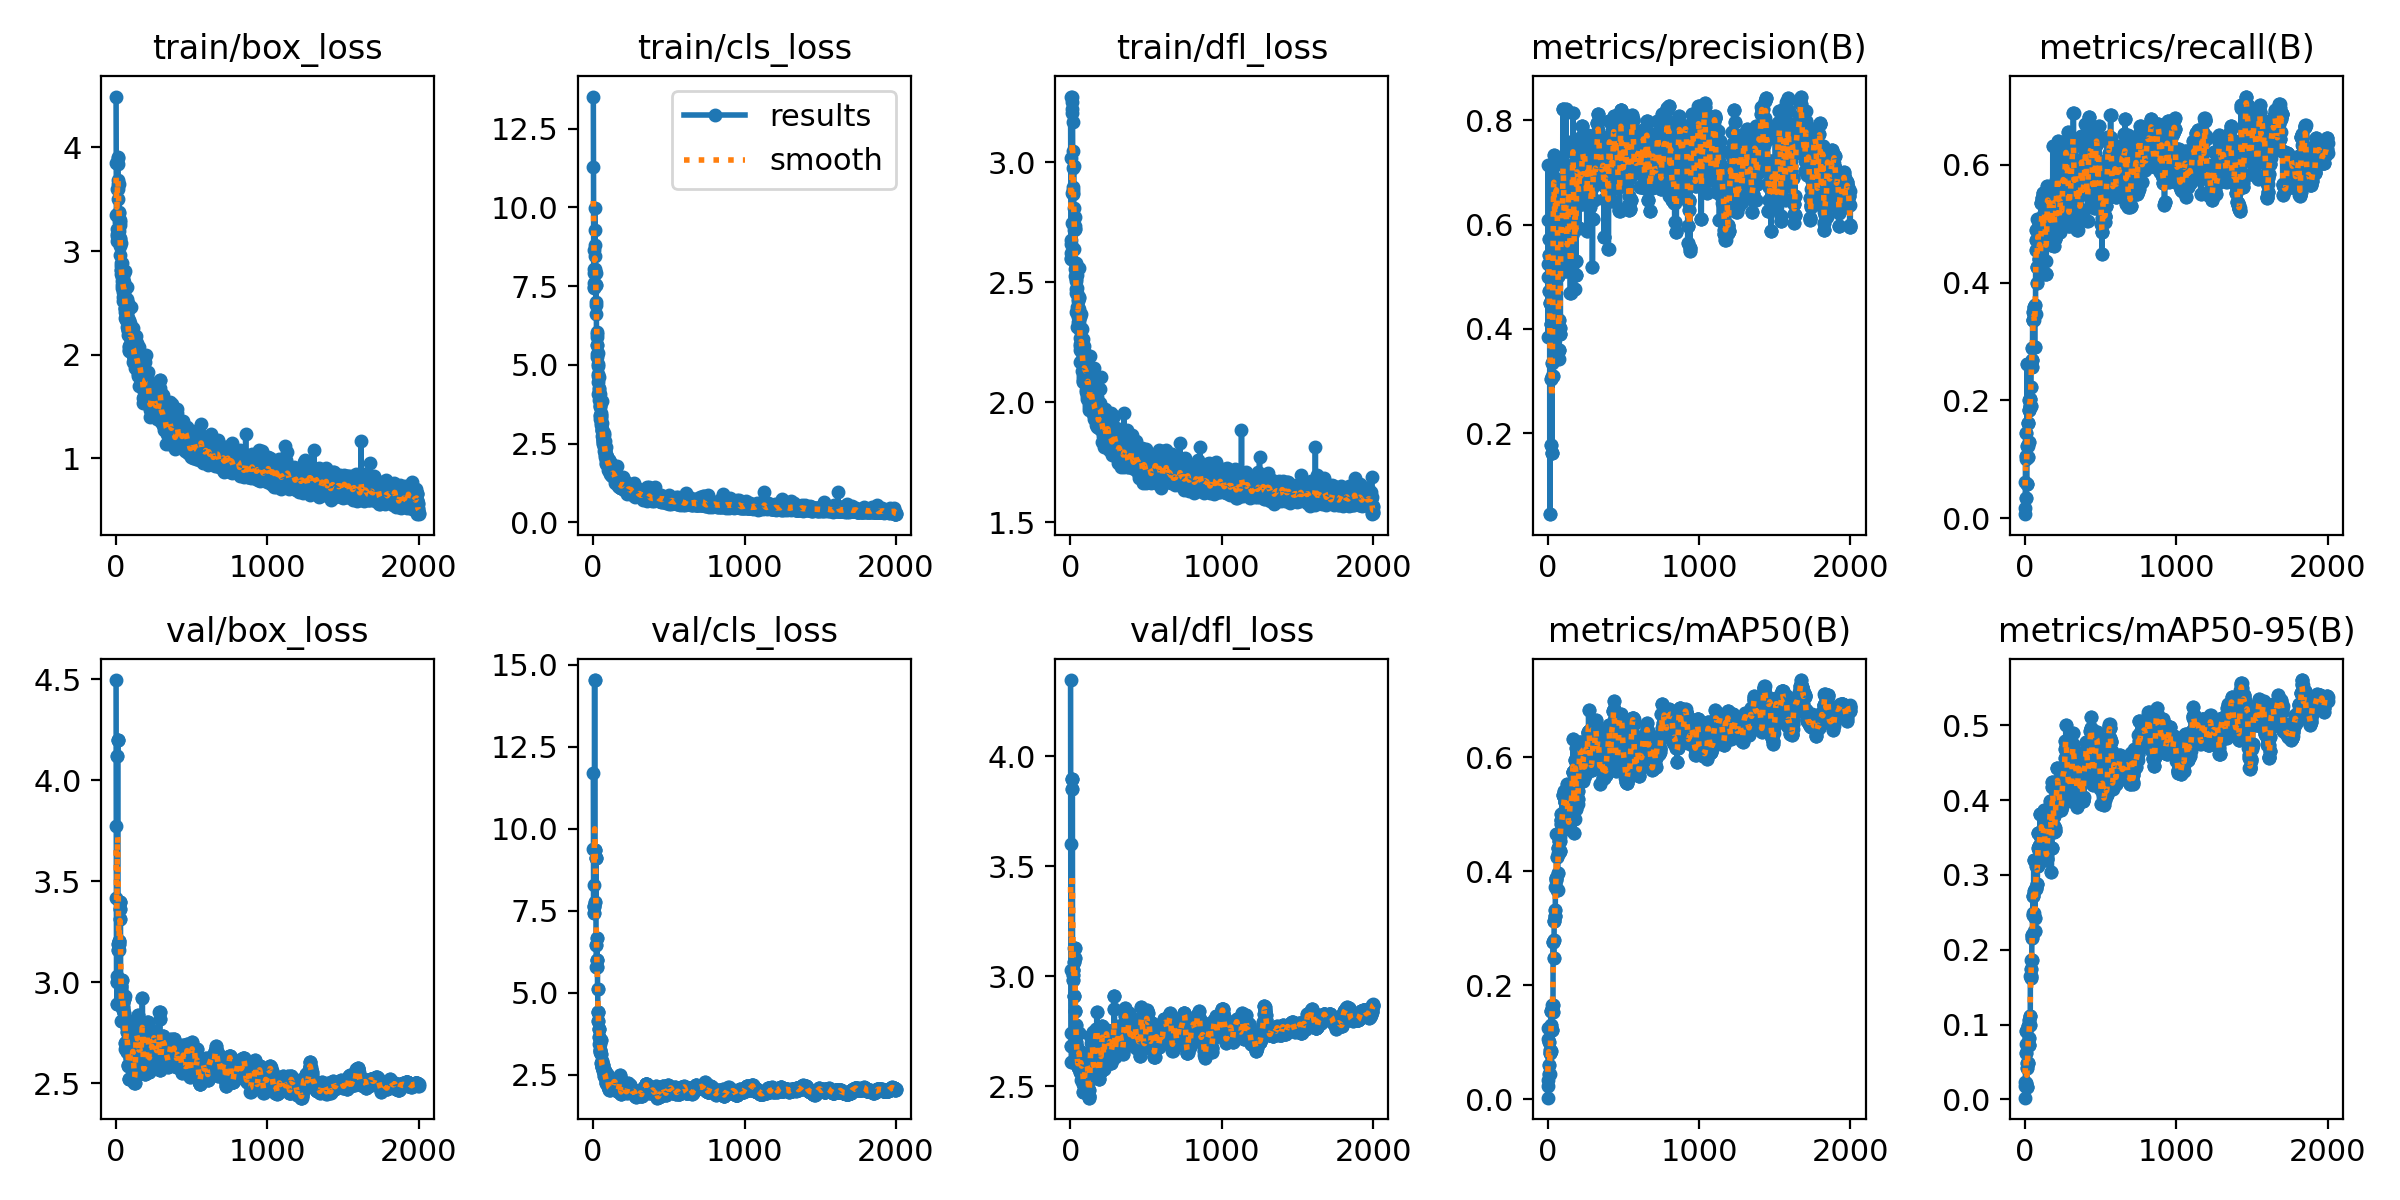 train/box_loss
4
3
2
1
0 1000 2000
train/cls_loss
results
smooth
12.5
10.0
7.5
5.0
2.5
0.0
0 1000 2000
train/dfl_loss
3.0
2.5
2.0
1.5
0 1000 2000
metrics/precision(B)
0.8
0.6
0.4
0.2
0 1000 2000
metrics/recall(B)
0.6
0.4
0.2
0.0
0 1000 2000
val/box_loss
4.5
4.0
3.5
3.0
2.5
0 1000 2000
val/cls_loss
15.0
12.5
10.0
7.5
5.0
2.5
0 1000 2000
val/dfl_loss
4.0
3.5
3.0
2.5
0 1000 2000
metrics/mAP50(B)
0.6
0.4
0.2
0.0
0 1000 2000
metrics/mAP50-95(B)
0.5
0.4
0.3
0.2
0.1
0.0
0 1000 2000